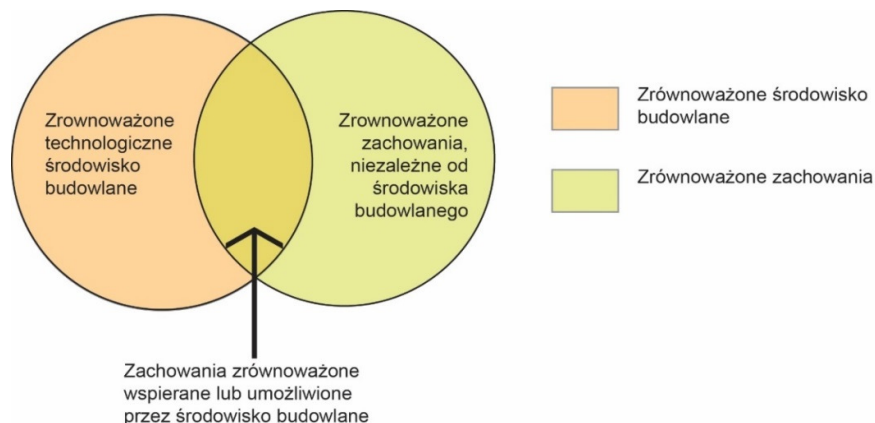 Zrownoważone
technologiczne
środowisko
budowlane
Zrownoważone
zachowania,
niezależne od
środowiska
budowlanego
Zrównoważone środowisko
budowlane
Zrównoważone zachowania
Zachowania zrównoważone
wspierane lub umożliwione
przez środowisko budowlane